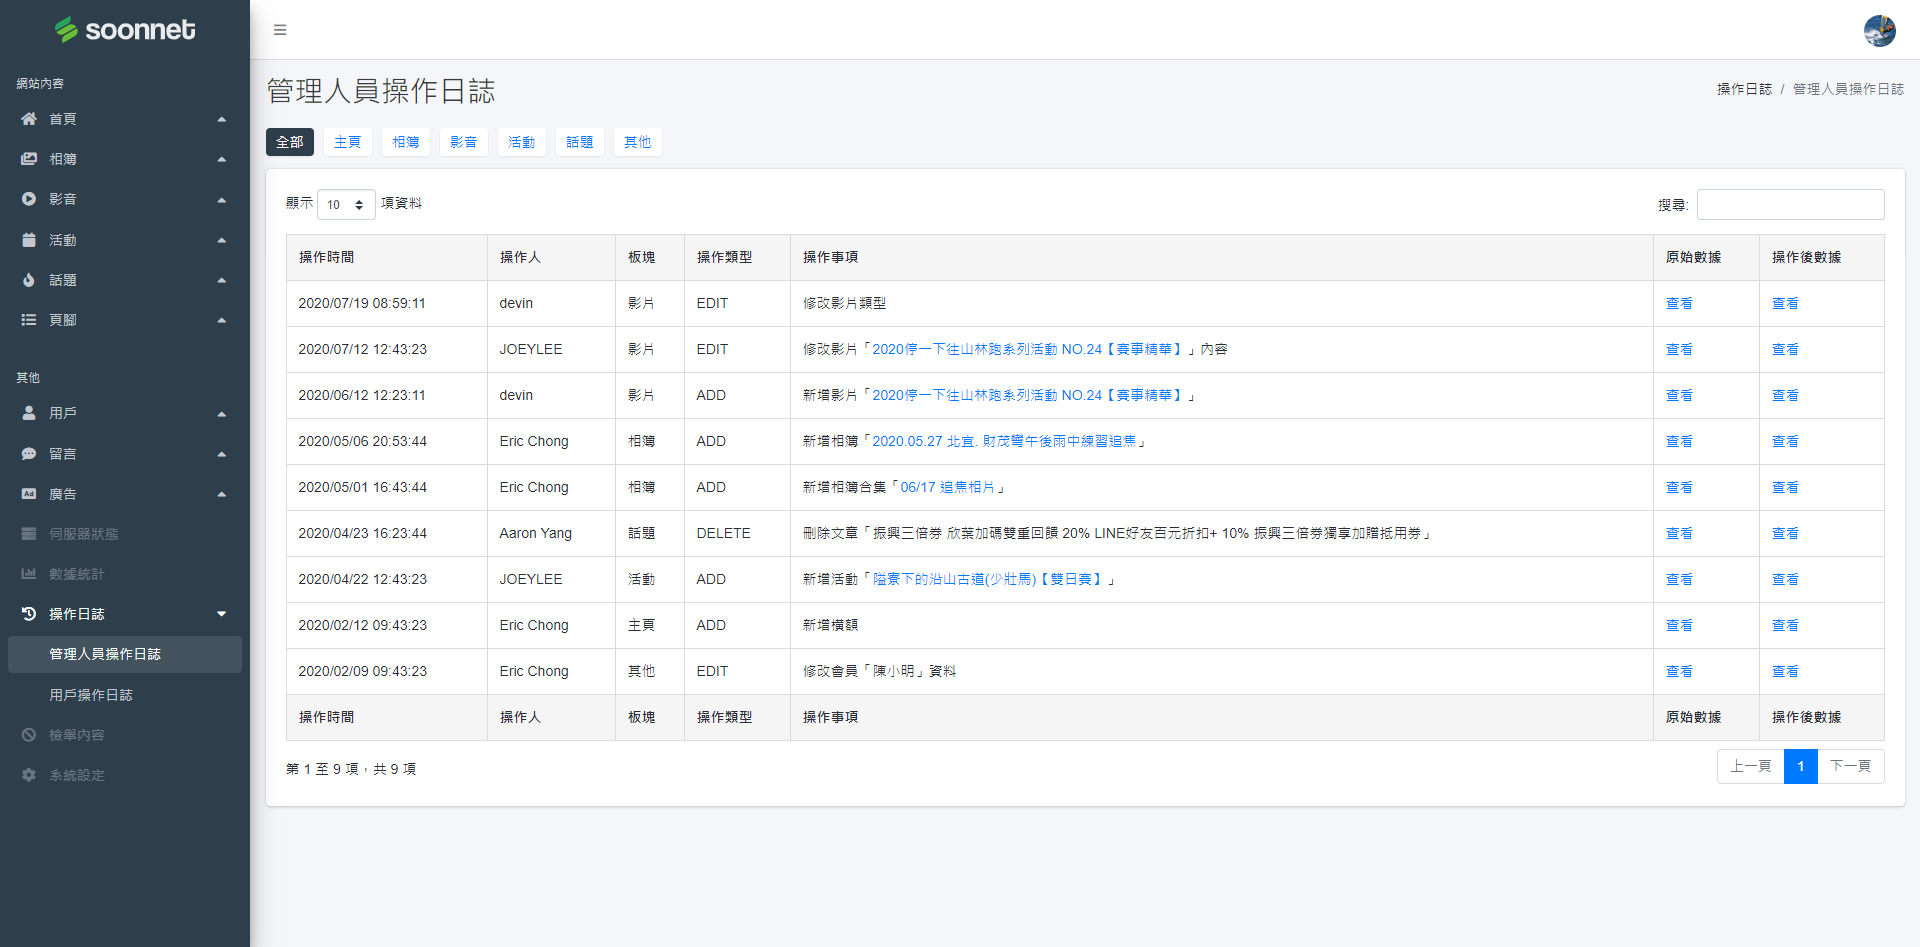 soonnet
網站內容
首頁
相簿
影音
活動
話題
頁腳
其他
用戶
留言
Ad 廣告
伺服器狀態
數據統計
操作日誌
管理人員操作日誌
用戶操作日誌
檢舉內容
系統設定
管理人員操作日誌
操作日誌 / 管理人員操作日誌
全部 主頁 相簿 影音 活動 話題 其他
顯示 10 項資料
搜尋:
操作時間 操作人 板塊 操作類型 操作事項 原始數據 操作後數據
2020/07/19 08:59:11 devin 影片 EDIT 修改影片類型 查看 查看
2020/07/12 12:43:23 JOEYLEE 影片 EDIT 修改影片「2020停一下往山林跑系列活動 NO.24【賽事精華】」內容 查看 查看
2020/06/12 12:23:11 devin 影片 ADD 新增影片「2020停一下往山林跑系列活動 NO.24【賽事精華】」 查看 查看
2020/05/06 20:53:44 Eric Chong 相簿 ADD 新增相簿「2020.05.27 北宜. 財茂彎午後雨中練習追焦」 查看 查看
2020/05/01 16:43:44 Eric Chong 相簿 ADD 新增相簿合集「06/17 追焦相片」 查看 查看
2020/04/23 16:23:44 Aaron Yang 話題 DELETE 刪除文章「振興三倍券 欣葉加碼雙重回饋 20% LINE好友百元折扣+ 10% 振興三倍券獨享加贈抵用券」 查看 查看
2020/04/22 12:43:23 JOEYLEE 活動 ADD 新增活動「隘寮下的沿山古道(少壯馬)【雙日賽】」 查看 查看
2020/02/12 09:43:23 Eric Chong 主頁 ADD 新增橫額 查看 查看
2020/02/09 09:43:23 Eric Chong 其他 EDIT 修改會員「陳小明」資料 查看 查看
操作時間 操作人 板塊 操作類型 操作事項 原始數據 操作後數據
第 1 至 9 項，共 9 項
上一頁 1 下一頁